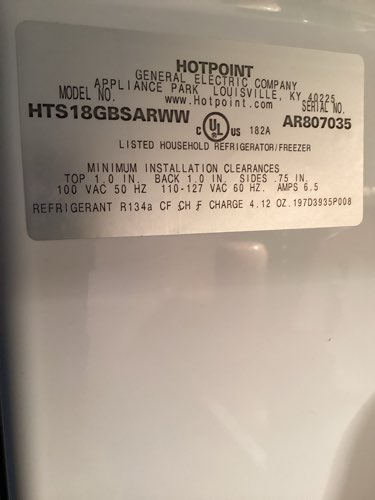 HOTPOINT
GENERAL ELECTRIC COMPANY
APPLIANCE PARK LOUISVILLE, KY 40225
MODEL NO. www.Hotpoint.com SERIAL NO.
HTS18GBSARWW C UL US 182A AR807035
LISTED HOUSEHOLD REFRIGERATOR/FREEZER
MINIMUM INSTALLATION CLEARANCES
TOP 1.0 IN. BACK 1.0 IN. SIDES .75 IN.
100 VAC 50 HZ 110-127 VAC 60 HZ. AMPS 6.5
REFRIGERANT R134a CF CH F CHARGE 4.12 OZ. 197D3935P008